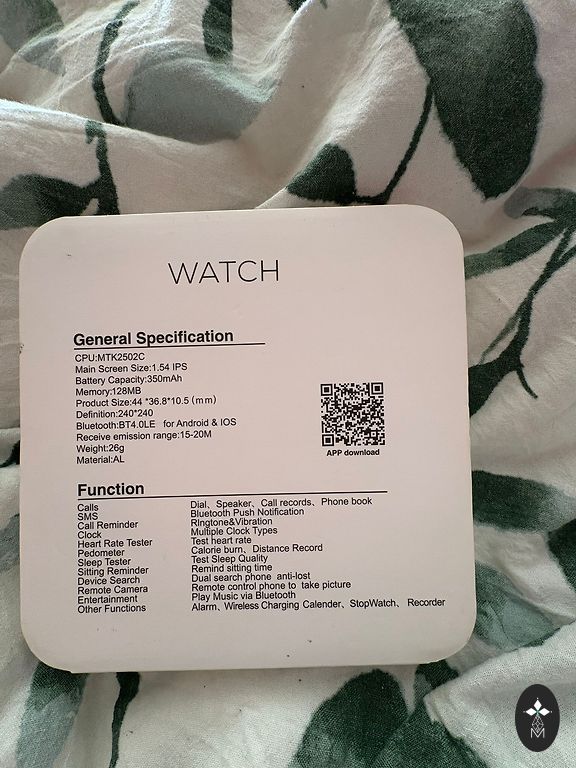 WATCH
General Specification
CPU:MTK2502C
Main Screen Size:1.54 IPS
Battery Capacity:350mAh
Memory:128MB
Product Size:44 *36.8*10.5 (mm)
Definition:240*240
Bluetooth:BT4.0LE for Android & IOS
Receive emission range:15-20M
Weight:26g
Material:AL
APP download
Function
Calls Dial、Speaker、Call records、Phone book
SMS Bluetooth Push Notification
Call Reminder RIngtone&Vibration
Clock Multiple Clock Types
Heart Rate Tester Test heart rate
Pedometer Calorie burn、Distance Record
Sleep Tester Test Sleep Quality
Sitting Reminder Remind sitting time
Device Search Dual search phone anti-lost
Remote Camera Remote control phone to take picture
Entertainment Play Music via Bluetooth
Other Functions Alarm、Wireless Charging Calender、StopWatch、Recorder
M